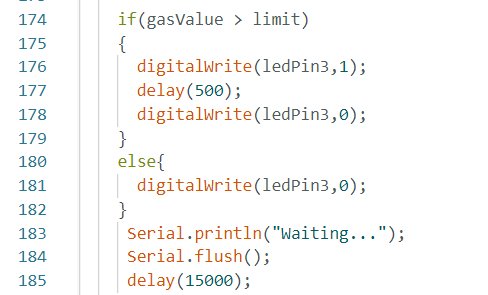 174 if(gasValue > limit)
175 {
176 digitalWrite(ledPin3,1);
177 delay(500);
178 digitalWrite(ledPin3,0);
179 }
180 else{
181 digitalWrite(ledPin3,0);
182 }
183 Serial.println("Waiting...");
184 Serial.flush();
185 delay(15000);